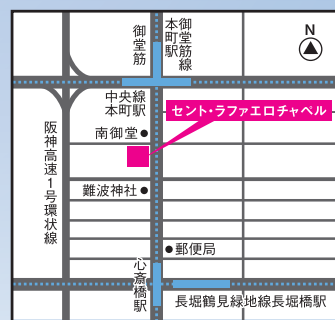 御堂筋
御堂筋線
本町駅
N
中央線
本町駅
セント・ラファエロチャペル
南御堂
阪神高速1号環状線
難波神社
郵便局
心斎橋駅
長堀鶴見緑地線長堀橋駅